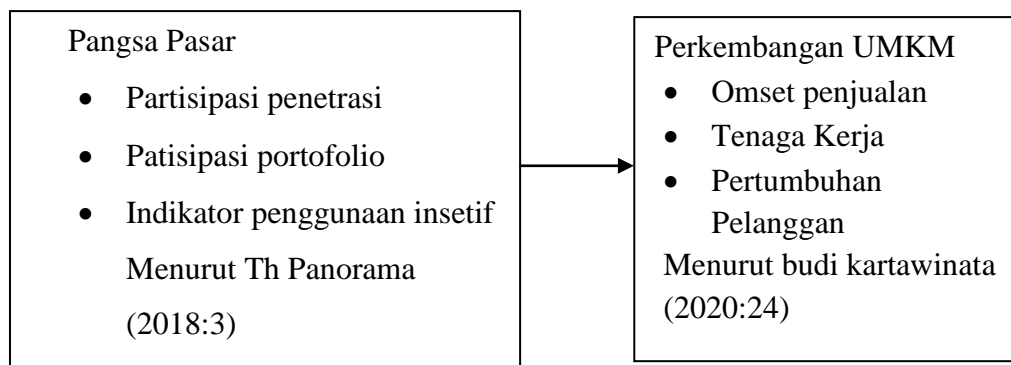 Pangsa Pasar
• Partisipasi penetrasi
• Patisipasi portofolio
• Indikator penggunaan insetif
Menurut Th Panorama
(2018:3)
Perkembangan UMKM
• Omset penjualan
• Tenaga Kerja
• Pertumbuhan
Pelanggan
Menurut budi kartawinata
(2020:24)